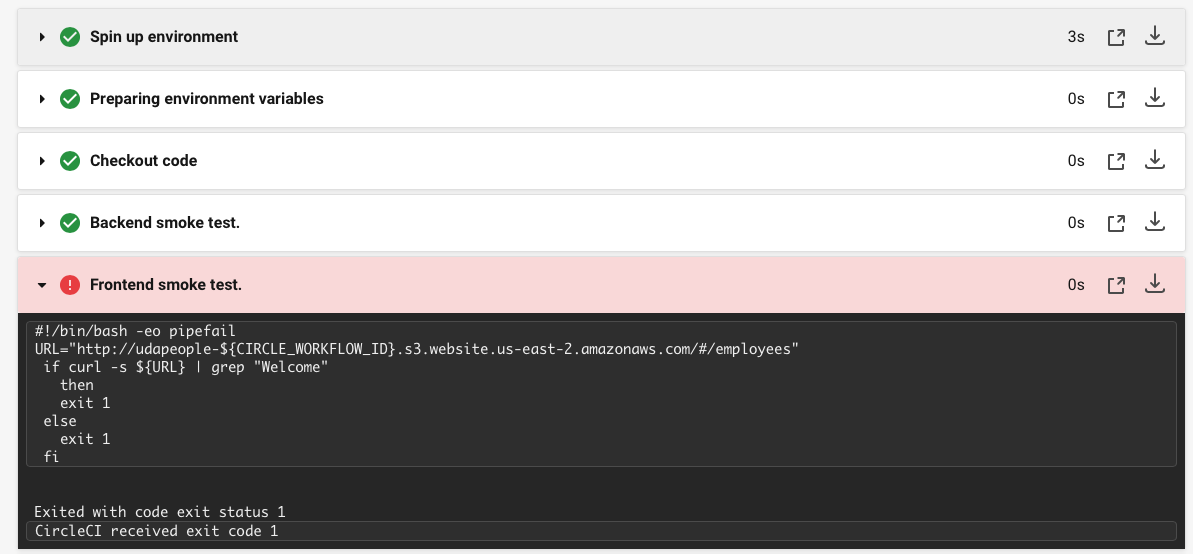 Spin up environment 3s
Preparing environment variables 0s
Checkout code 0s
Backend smoke test. 0s
Frontend smoke test. 0s
#!/bin/bash -eo pipefail
URL="http://udapeople-${CIRCLE_WORKFLOW_ID}.s3.website.us-east-2.amazonaws.com/#/employees"
 if curl -s ${URL} | grep "Welcome"
   then
   exit 1
 else
   exit 1
 fi
Exited with code exit status 1
CircleCI received exit code 1